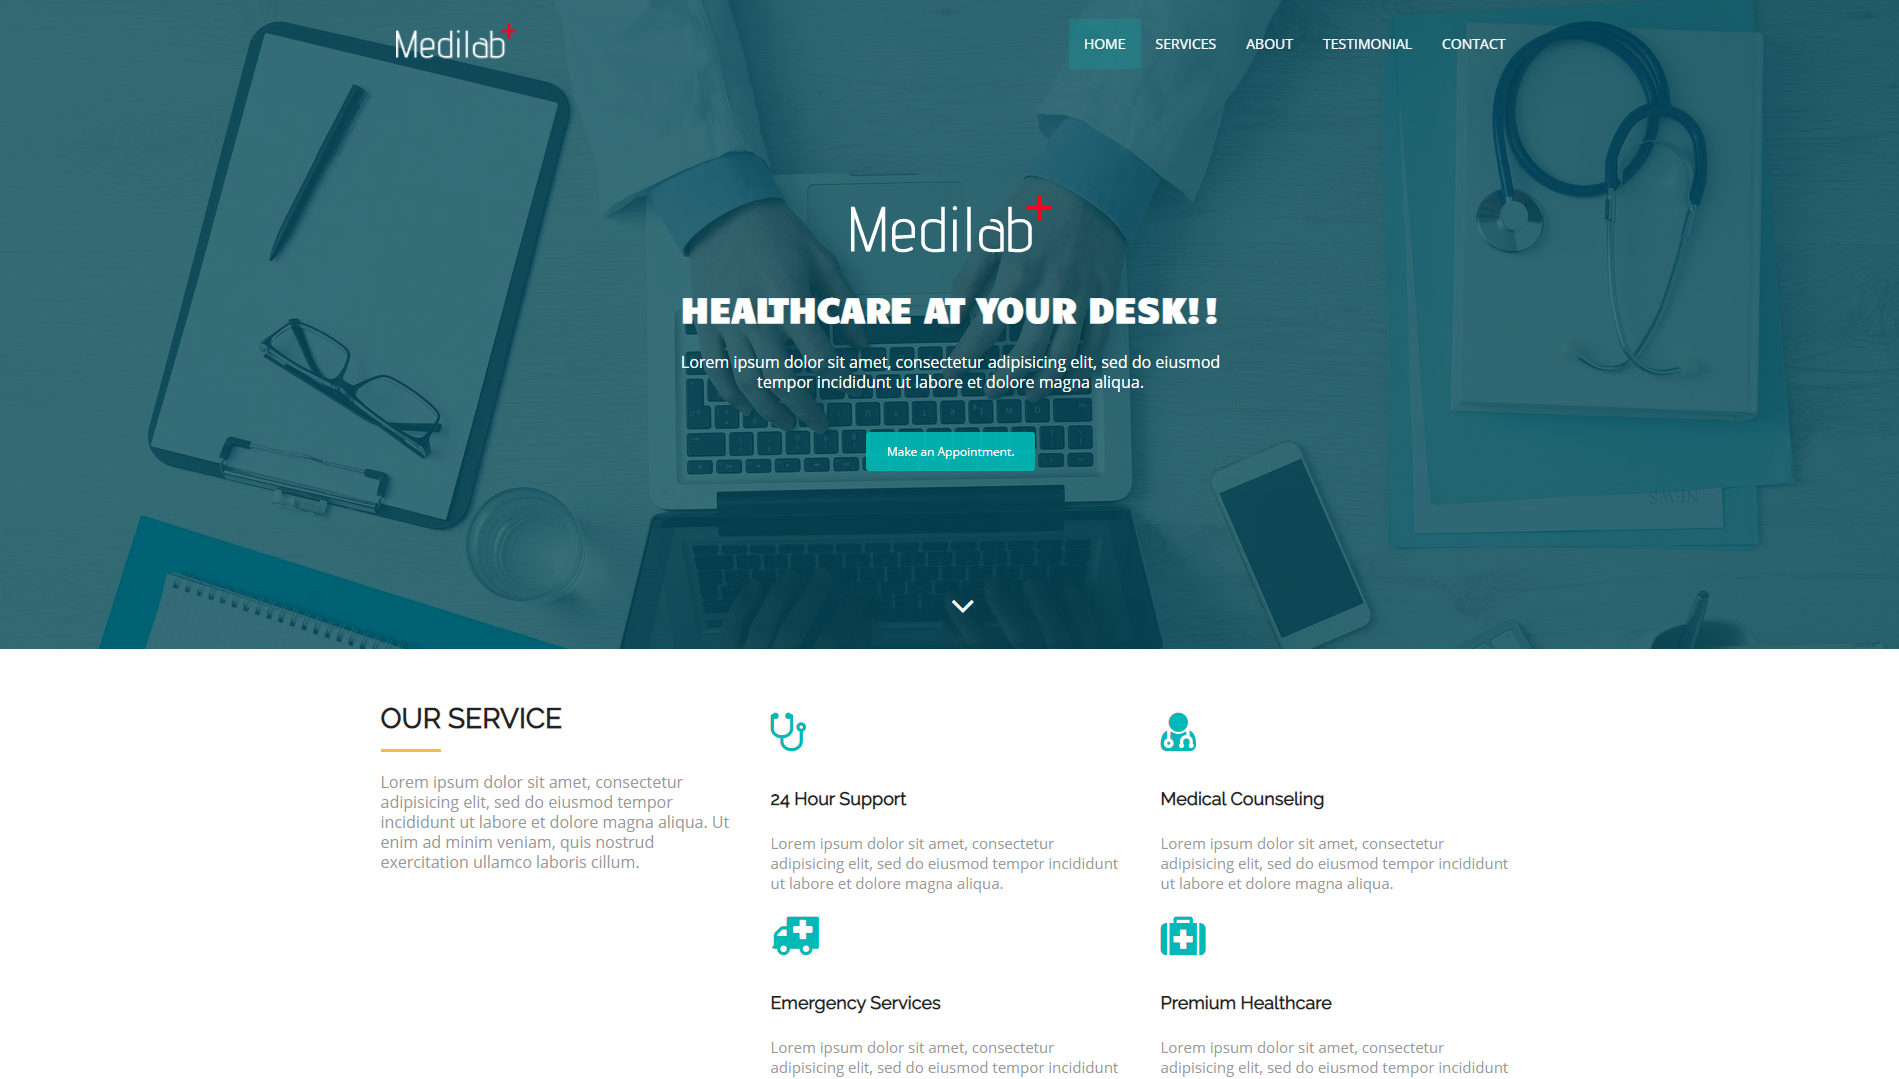 Medilab+
HOME SERVICES ABOUT TESTIMONIAL CONTACT
Medilab+
HEALTHCARE AT YOUR DESK!!
Lorem ipsum dolor sit amet, consectetur adipisicing elit, sed do eiusmod
tempor incididunt ut labore et dolore magna aliqua.
Make an Appointment.
NEWS
OUR SERVICE
Lorem ipsum dolor sit amet, consectetur
adipisicing elit, sed do eiusmod tempor
incididunt ut labore et dolore magna aliqua. Ut
enim ad minim veniam, quis nostrud
exercitation ullamco laboris cillum.
24 Hour Support
Lorem ipsum dolor sit amet, consectetur
adipisicing elit, sed do eiusmod tempor incididunt
ut labore et dolore magna aliqua.
Medical Counseling
Lorem ipsum dolor sit amet, consectetur
adipisicing elit, sed do eiusmod tempor incididunt
ut labore et dolore magna aliqua.
Emergency Services
Lorem ipsum dolor sit amet, consectetur
adipisicing elit, sed do eiusmod tempor incididunt
Premium Healthcare
Lorem ipsum dolor sit amet, consectetur
adipisicing elit, sed do eiusmod tempor incididunt